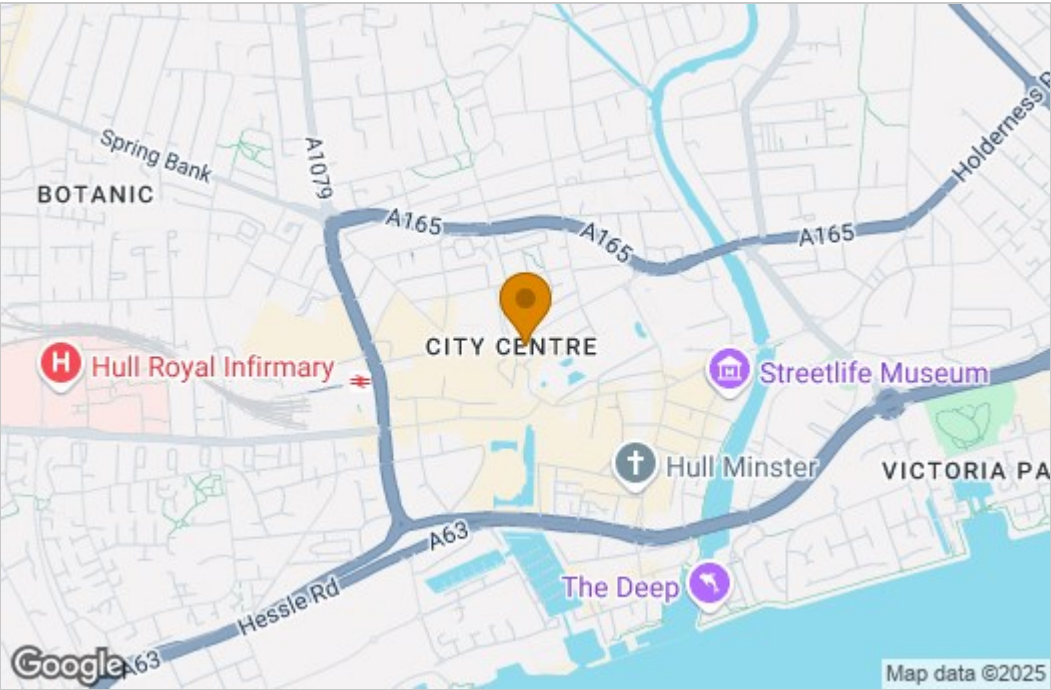 Spring Bank
A1079
BOTANIC
A165
A165
A165
Holderness R
CITY CENTRE
H
Hull Royal Infirmary
Streetlife Museum
Hull Minster
VICTORIA PA
A63
The Deep
Hessle Rd
A63
Google
Map data ©2025